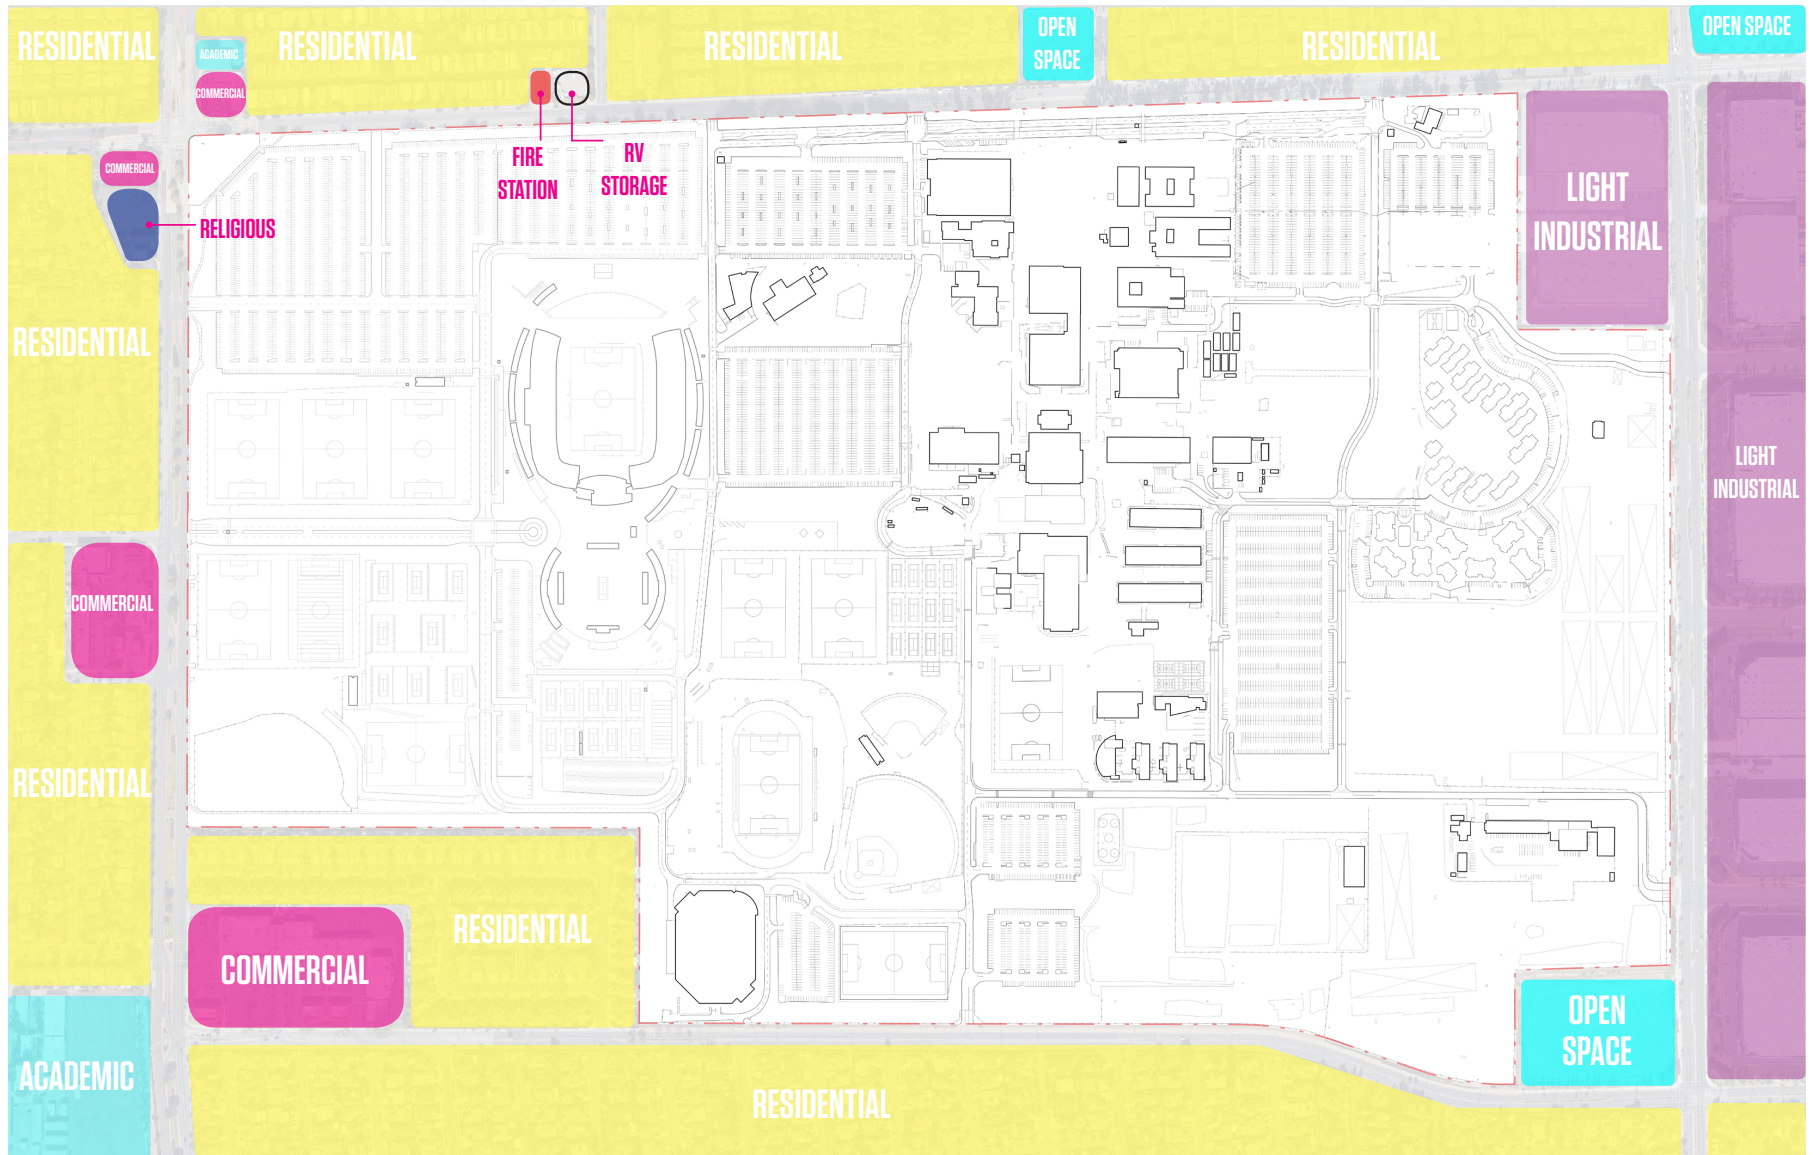 RESIDENTIAL
ACADEMIC
COMMERCIAL
RESIDENTIAL
RESIDENTIAL
OPEN
SPACE
RESIDENTIAL
OPEN SPACE
FIRE
STATION
RV
STORAGE
COMMERCIAL
RELIGIOUS
LIGHT
INDUSTRIAL
RESIDENTIAL
LIGHT
INDUSTRIAL
COMMERCIAL
RESIDENTIAL
RESIDENTIAL
COMMERCIAL
OPEN
SPACE
ACADEMIC
RESIDENTIAL